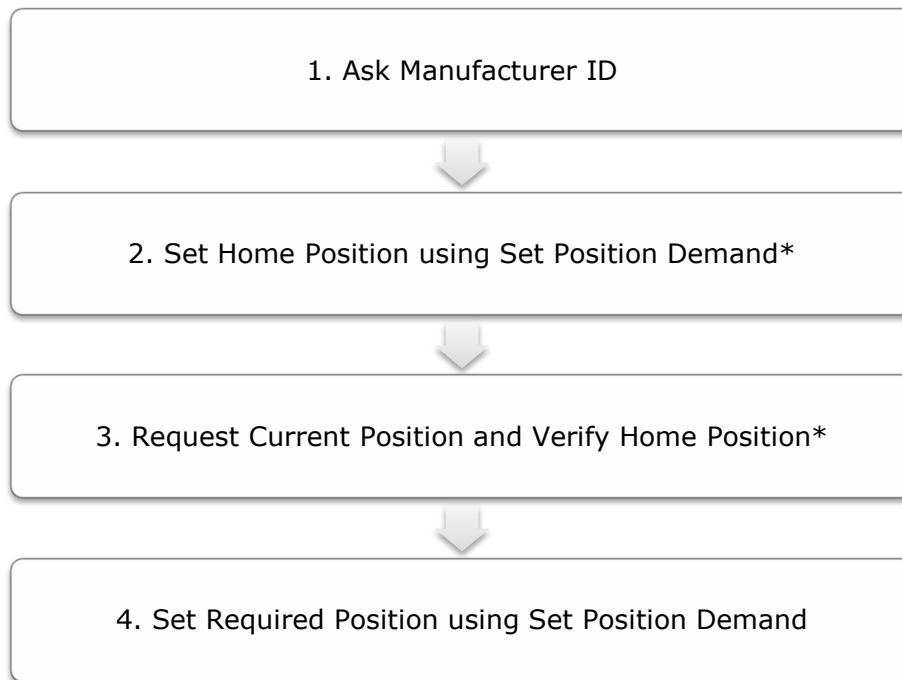 1. Ask Manufacturer ID
2. Set Home Position using Set Position Demand*
3. Request Current Position and Verify Home Position*
4. Set Required Position using Set Position Demand